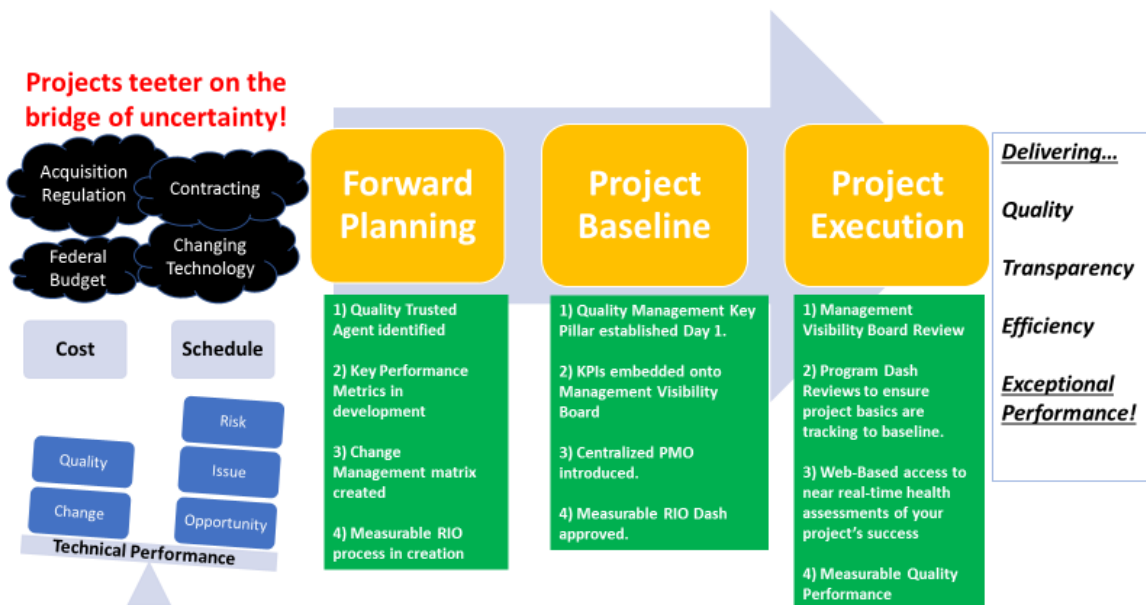 Projects teeter on the
bridge of uncertainty!
Acquisition
Regulation
Contracting
Federal
Budget
Changing
Technology
Cost
Schedule
Risk
Quality
Issue
Change
Opportunity
Technical Performance
Forward
Planning
1) Quality Trusted
Agent identified
2) Key Performance
Metrics in
development
3) Change
Management matrix
created
4) Measurable RIO
process in creation
Project
Baseline
1) Quality Management Key
Pillar established Day 1.
2) KPIs embedded onto
Management Visibility
Board
3) Centralized PMO
introduced.
4) Measurable RIO Dash
approved.
Project
Execution
1) Management
Visibility Board Review
2) Program Dash
Reviews to ensure
project basics are
tracking to baseline.
3) Web-Based access to
near real-time health
assessments of your
project’s success
4) Measurable Quality
Performance
Delivering…
Quality
Transparency
Efficiency
Exceptional
Performance!